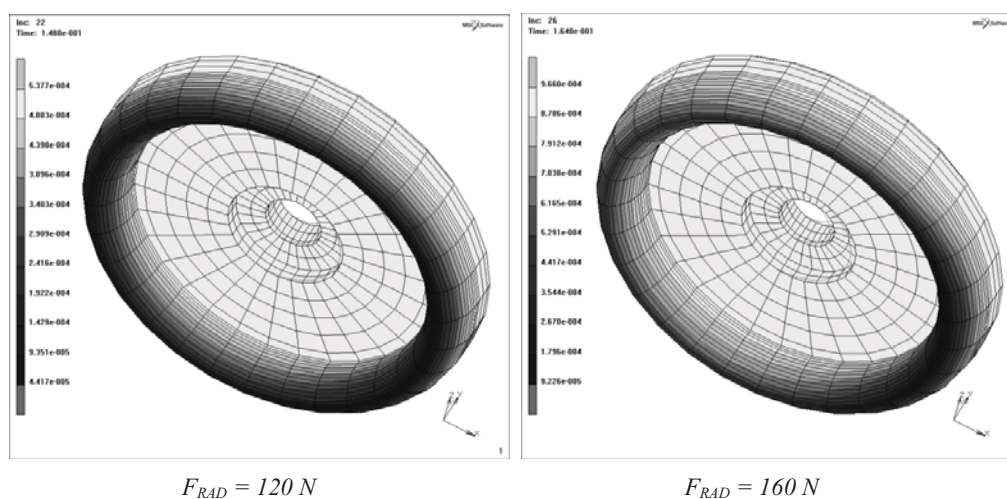 Inc: 22
Time: 1.480e-001
MSC Software
5.377e-004
4.883e-004
4.390e-004
3.896e-004
3.403e-004
2.909e-004
2.416e-004
1.922e-004
1.429e-004
9.351e-005
4.417e-005
Z
Y
X
1
Inc: 26
Time: 1.640e-001
MSC Software
9.660e-004
8.786e-004
7.912e-004
7.038e-004
6.165e-004
5.291e-004
4.417e-004
3.544e-004
2.670e-004
1.796e-004
9.226e-005
Z
Y
X
F_RAD = 120 N
F_RAD = 160 N